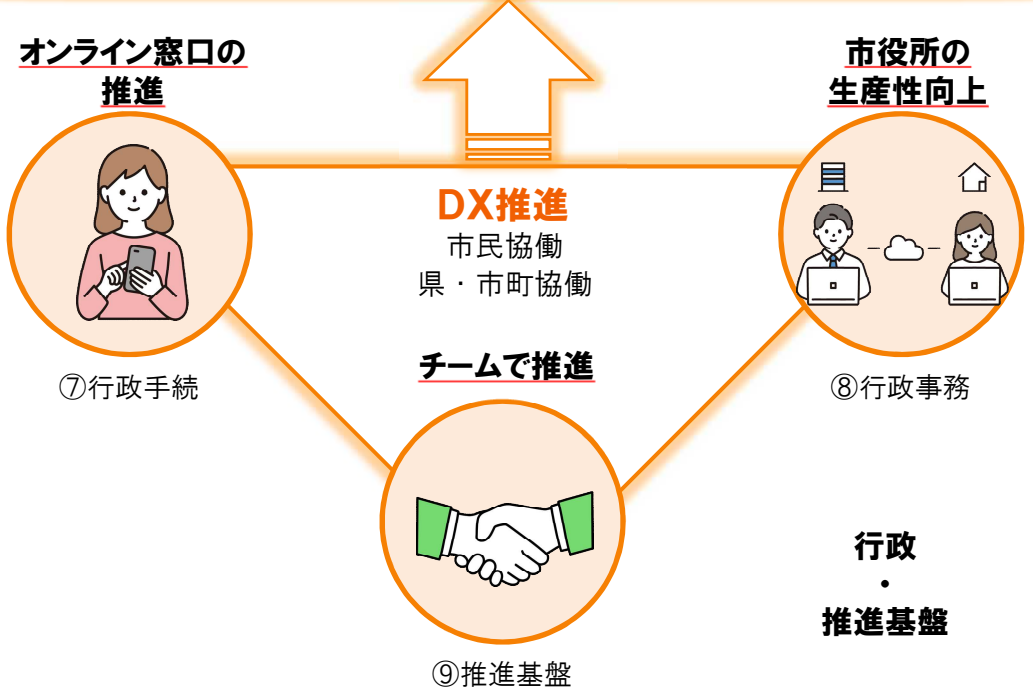 オンライン窓口の
推進
市役所の
生産性向上
DX推進
市民協働
県・市町協働
⑦行政手続
チームで推進
⑧行政事務
行政
・
推進基盤
⑨推進基盤